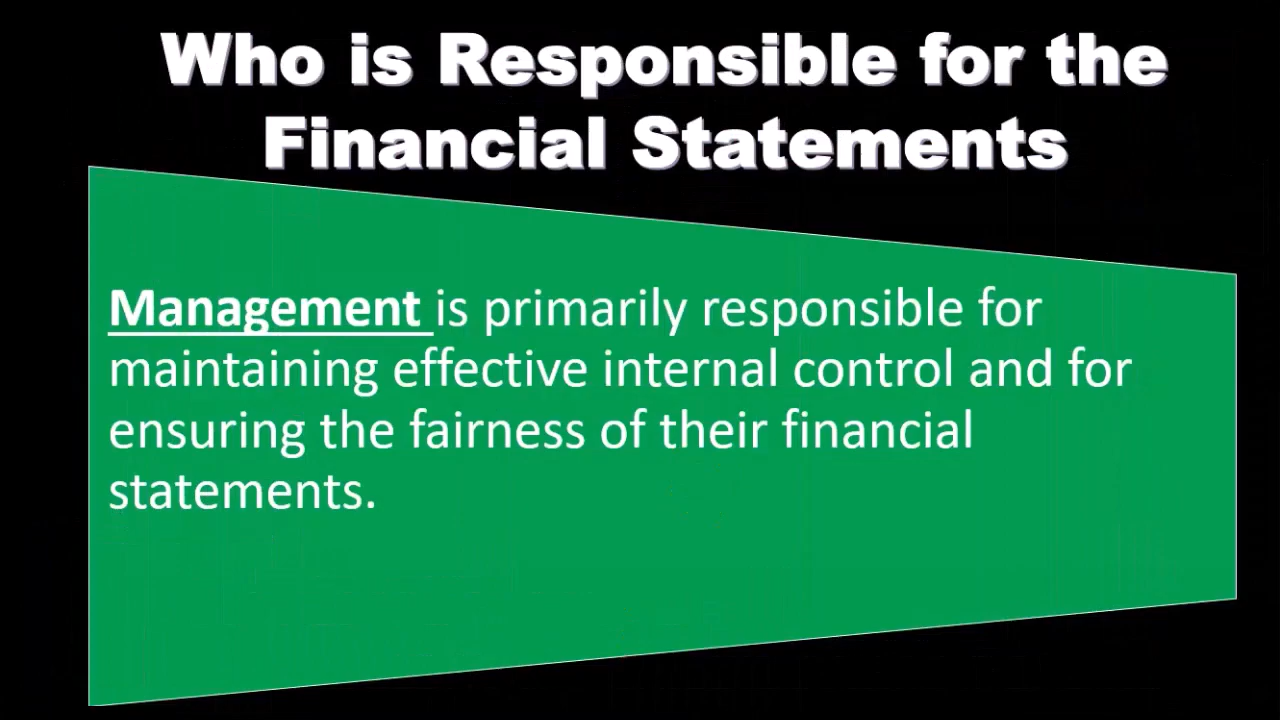 Who is Responsible for the
Financial Statements
Management is primarily responsible for
maintaining effective internal control and for
ensuring the fairness of their financial
statements.